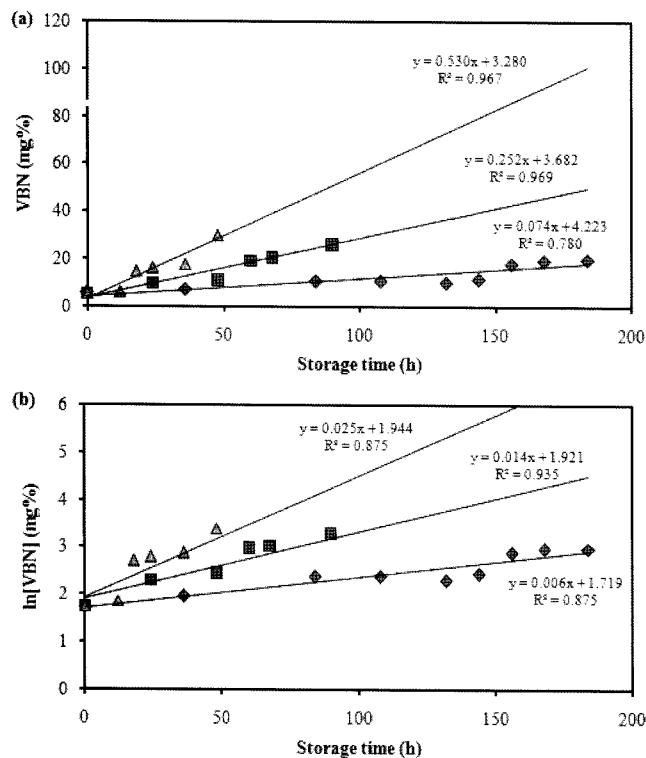 (a)
120
100
80
60
40
20
0
VBN (mg%)
y = 0.530x + 3.280
R² = 0.967
y = 0.252x + 3.682
R² = 0.969
y = 0.074x + 4.223
R² = 0.780
0 50 100 150 200
Storage time (h)
(b)
6
5
4
3
2
1
0
ln[VBN] (mg%)
y = 0.025x + 1.944
R² = 0.875
y = 0.014x + 1.921
R² = 0.935
y = 0.006x + 1.719
R² = 0.875
0 50 100 150 200
Storage time (h)